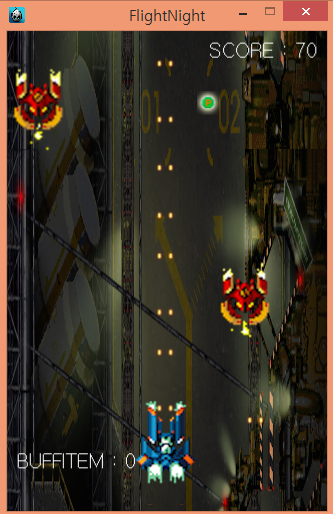 FlightNight
SCORE : 70
01 02
BUFFITEM : 0